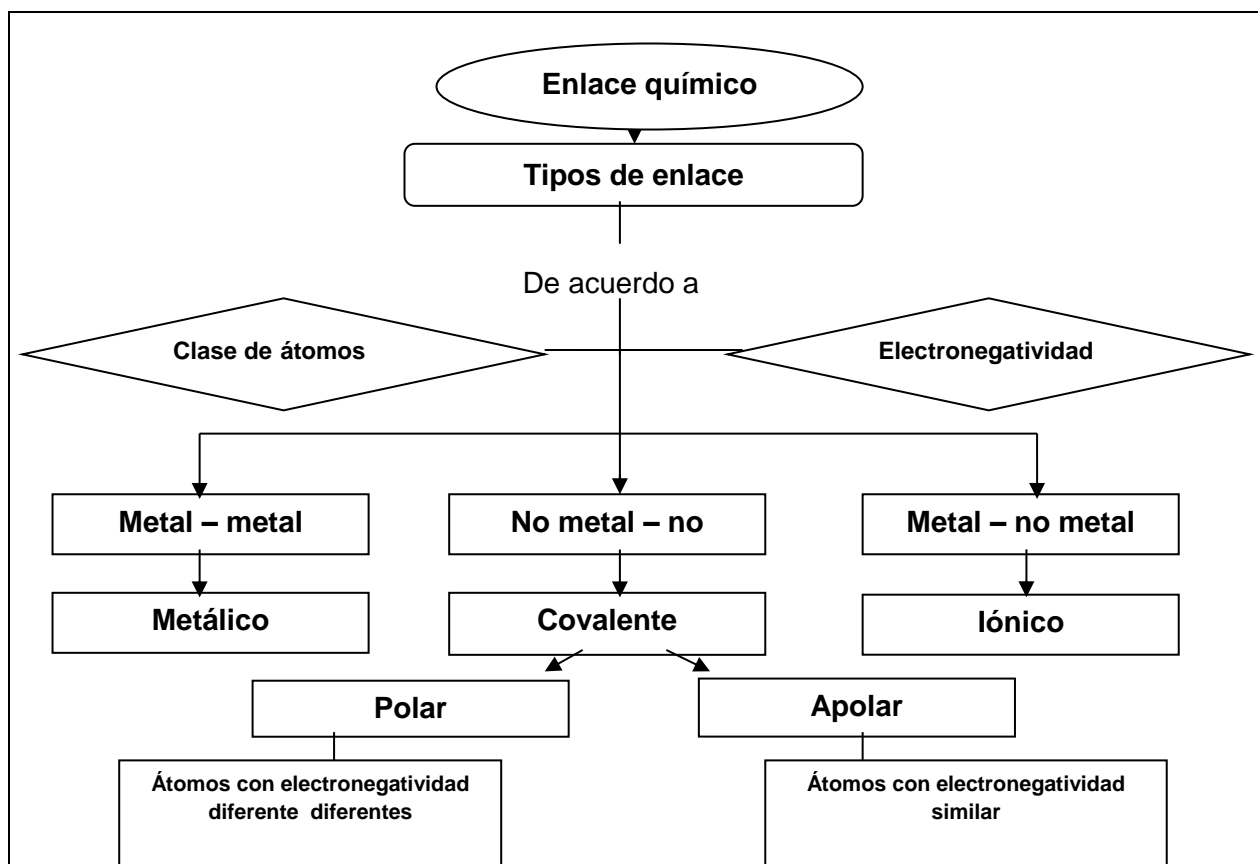 Enlace químico
Tipos de enlace
De acuerdo a
Clase de átomos
Electronegatividad
Metal – metal
No metal – no
Metal – no metal
Metálico
Covalente
Iónico
Polar
Apolar
Átomos con electronegatividad
diferente diferentes
Átomos con electronegatividad
similar